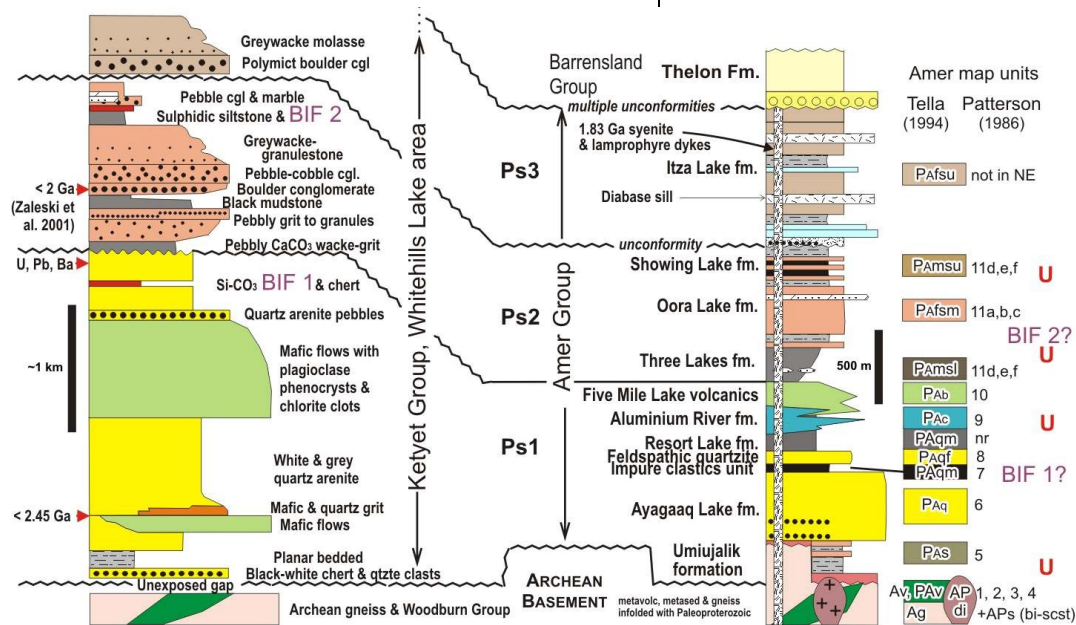 Greywacke molasse
Polymict boulder cgl
Pebble cgl & marble
Sulphidic siltstone & BIF 2
Greywacke-
granulestone
Pebble-cobble cgl.
< 2 Ga
Boulder conglomerate
(Zaleski et
al. 2001)
Black mudstone
Pebbly grit to granules
Pebbly CaCO3 wacke-grit
U, Pb, Ba
Si-CO3 BIF 1 & chert
Quartz arenite pebbles
~1 km
Mafic flows with
plagioclase
phenocrysts &
chlorite clots
White & grey
quartz arenite
< 2.45 Ga
Mafic & quartz grit
Mafic flows
Planar bedded
Black-white chert & qtzte clasts
Unexposed gap
Archean gneiss & Woodburn Group
Ketyet Group, Whitehills Lake area
Ps3
Ps2
Ps1
Amer Group
ARCHEAN
BASEMENT
metavolc, metased & gneiss
infolded with Paleoproterozoic
Barrensland
Group
Thelon Fm.
multiple unconformities
1.83 Ga syenite
& lamprophyre dykes
Itza Lake fm.
Diabase sill
unconformity
Showing Lake fm.
Oora Lake fm.
Three Lakes fm.
500 m
Five Mile Lake volcanics
Aluminium River fm.
Resort Lake fm.
Feldspathic quartzite
Impure clastics unit
Ayagaaq Lake fm.
Umiujalik
formation
Amer map units
Tella Patterson
(1994) (1986)
PAfsu not in NE
PAmsu 11d,e,f
U
PAfsm 11a,b,c
BIF 2?
U
PAmsl 11d,e,f
PAb 10
PAc 9
U
PAqm nr
PAqf 8
PAqm 7
BIF 1?
PAq 6
PAs 5
U
Av, PAv AP 1, 2, 3, 4
Ag di +APs (bi-scst)